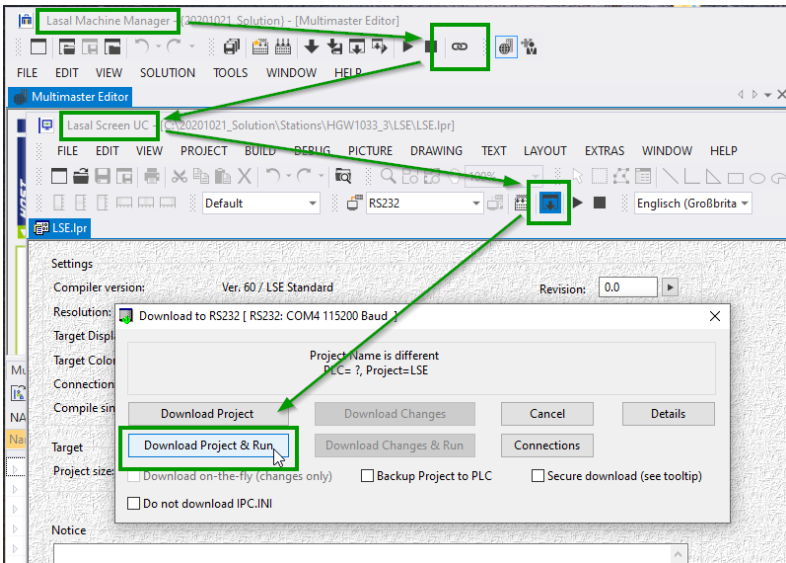 Lasal Machine Manager - {20201021_Solution} - [Multimaster Editor]
FILE EDIT VIEW SOLUTION TOOLS WINDOW HELP
Multimaster Editor
Lasal Screen UC - [C:\20201021_Solution\Stations\HGW1033_3\LSE\LSE.lpr]
FILE EDIT VIEW PROJECT BUILD DEBUG PICTURE DRAWING TEXT LAYOUT EXTRAS WINDOW HELP
100%
Default RS232 Englisch (Großbrita
LSE.lpr
Settings
Compiler version: Ver. 60 / LSE Standard Revision: 0.0
Resolution:
Download to RS232 [ RS232: COM4 115200 Baud ]
Target Displ
Project Name is different
Target Color
PLC= ?, Project=LSE
Connection
Compile sin
Download Project Download Changes Cancel Details
Target
Download Project & Run Download Changes & Run Connections
Project size:
Download on-the-fly (changes only) Backup Project to PLC Secure download (see tooltip)
Do not download IPC.INI
Notice
Mu
NA
Na